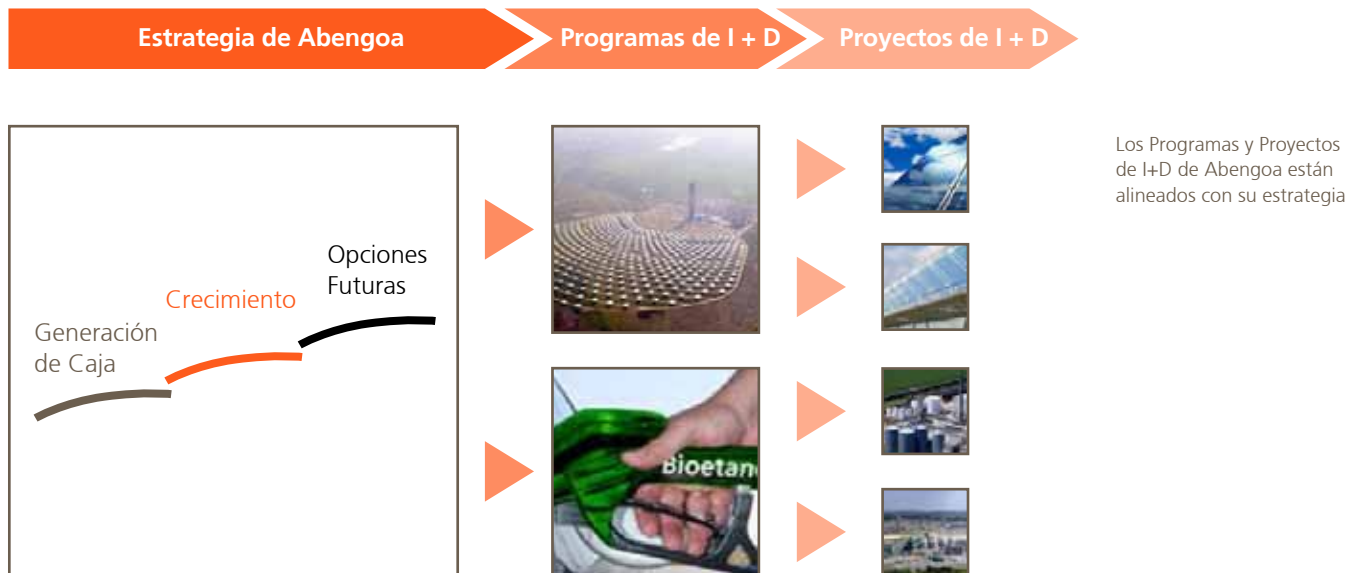 Estrategia de Abengoa
Programas de I + D
Proyectos de I + D
Los Programas y Proyectos
de I+D de Abengoa están
alineados con su estrategia
Opciones
Futuras
Crecimiento
Generación
de Caja
Bioetan